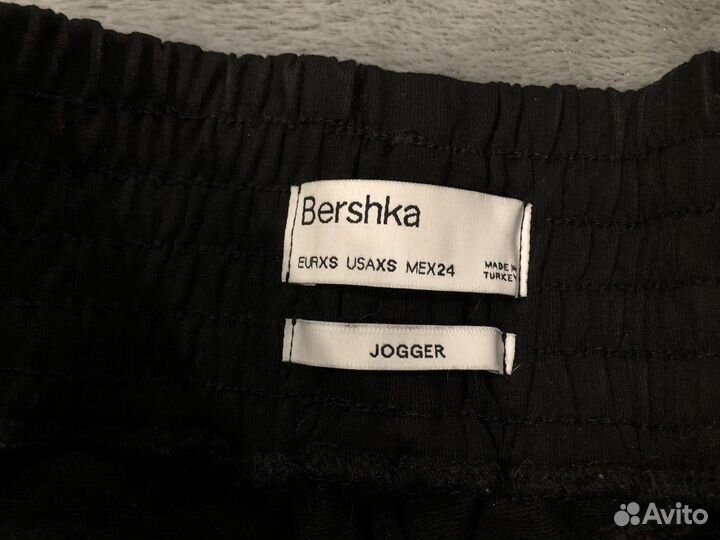 Bershka
EURXS USAXS MEX24
MADE IN
TURKEY
JOGGER
Avito